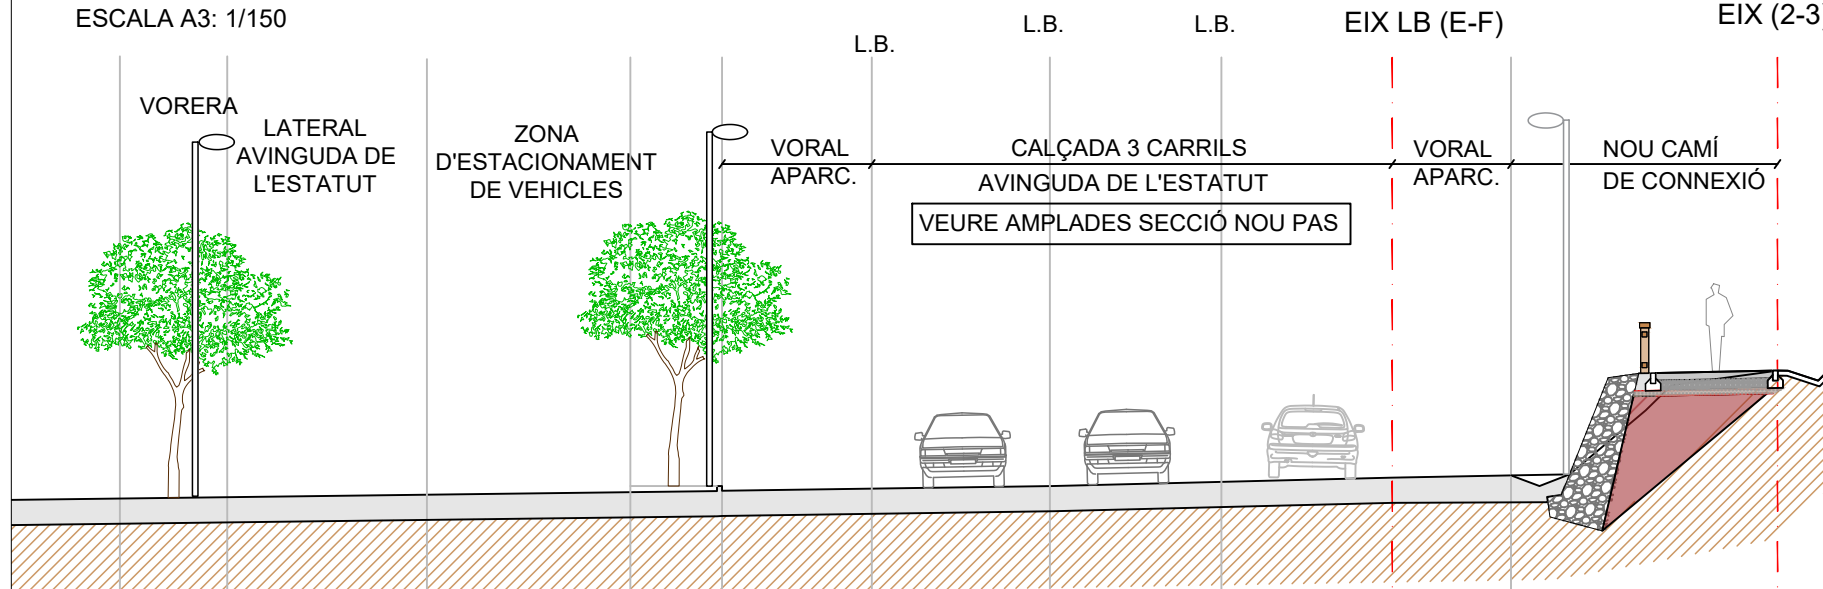 ESCALA A3: 1/150
L.B.
L.B.
L.B.
EIX LB (E-F)
EIX (2-3)
VORERA
LATERAL
AVINGUDA DE
L'ESTATUT
ZONA
D'ESTACIONAMENT
DE VEHICLES
VORAL
APARC.
CALÇADA 3 CARRILS
AVINGUDA DE L'ESTATUT
VEURE AMPLADES SECCIÓ NOU PAS
VORAL
APARC.
NOU CAMÍ
DE CONNEXIÓ